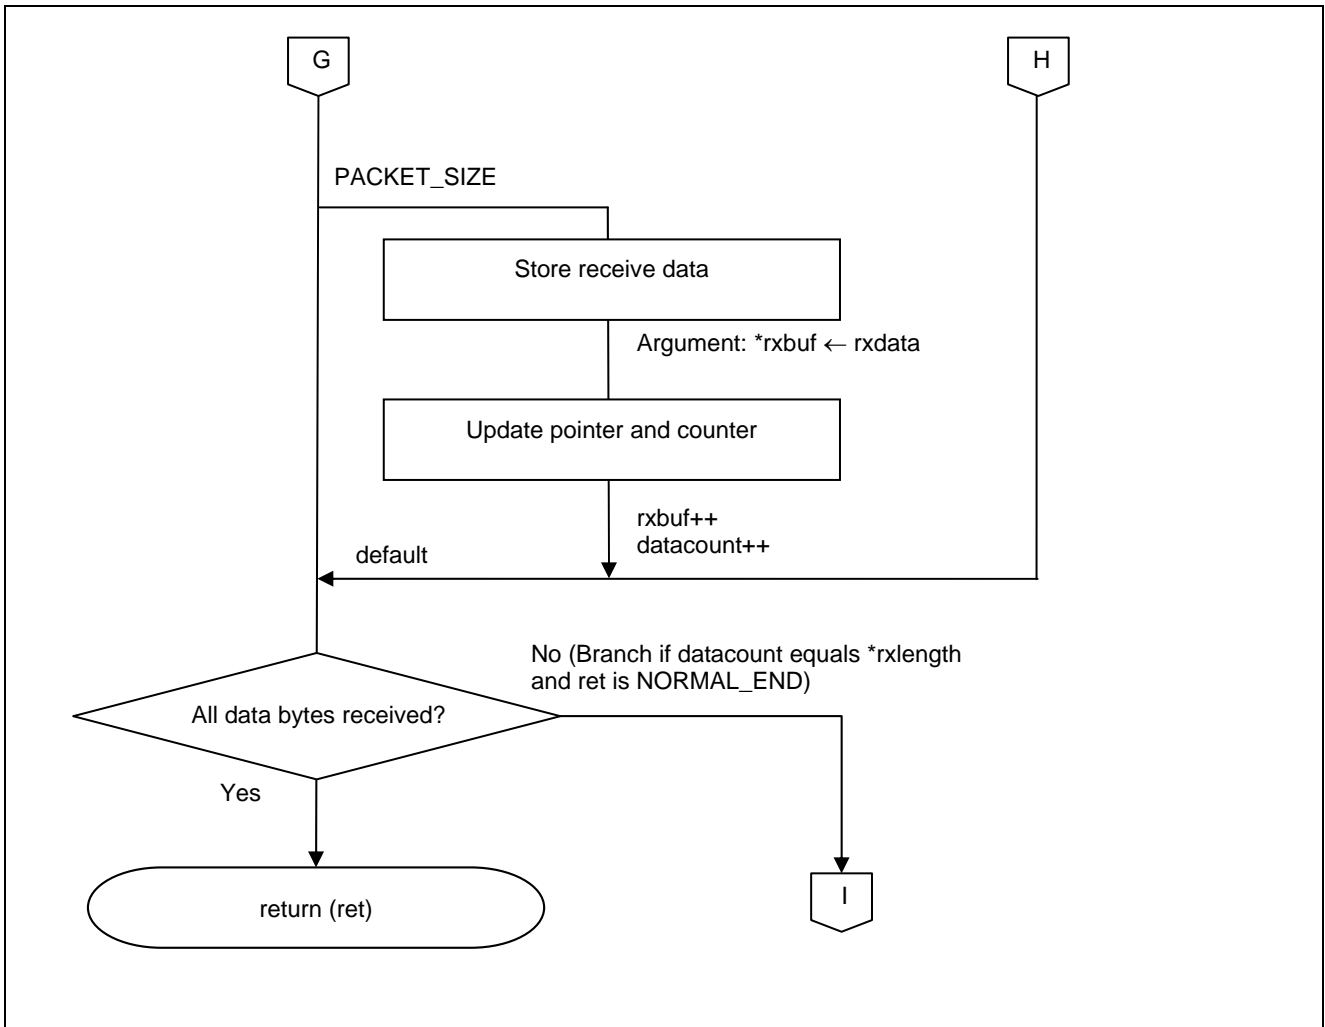 G
H
PACKET_SIZE
Store receive data
Argument: *rxbuf ← rxdata
Update pointer and counter
rxbuf++
datacount++
default
No (Branch if datacount equals *rxlength
and ret is NORMAL_END)
All data bytes received?
Yes
return (ret)
I